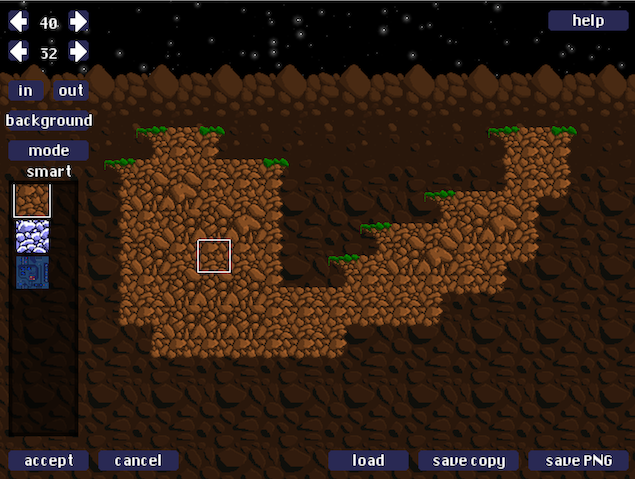 40
help
32
in out
background
mode
smart
accept cancel load save copy save PNG